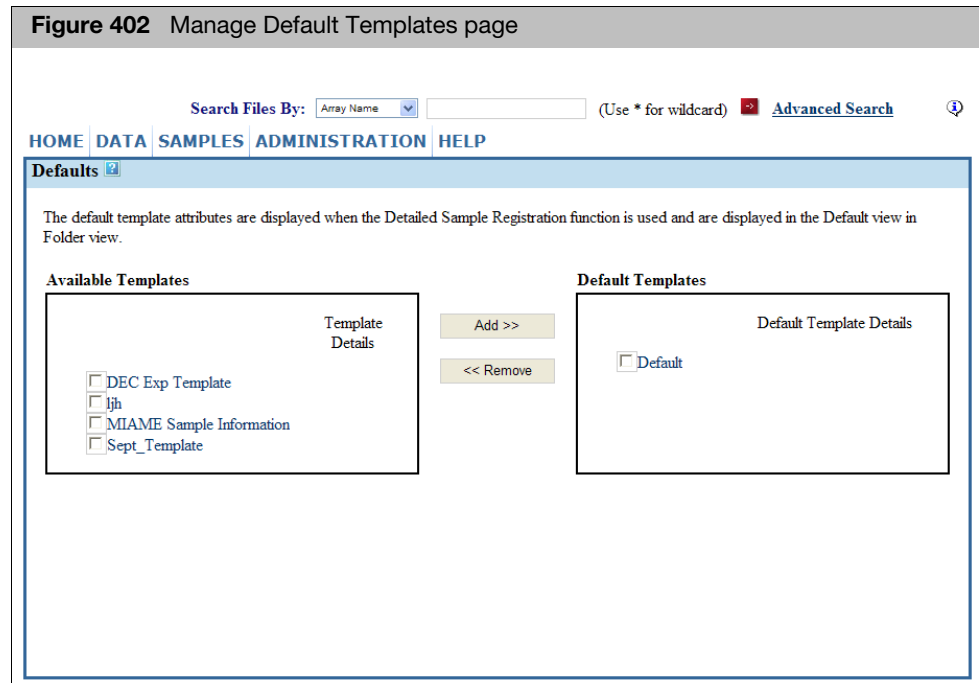 Figure 402 Manage Default Templates page
Search Files By: Array Name (Use * for wildcard) Advanced Search
HOME DATA SAMPLES ADMINISTRATION HELP
Defaults ?
The default template attributes are displayed when the Detailed Sample Registration function is used and are displayed in the Default view in
Folder view.
Available Templates
Template
Details
DEC Exp Template
ljh
MIAME Sample Information
Sept_Template
Add >>
<< Remove
Default Templates
Default Template Details
Default